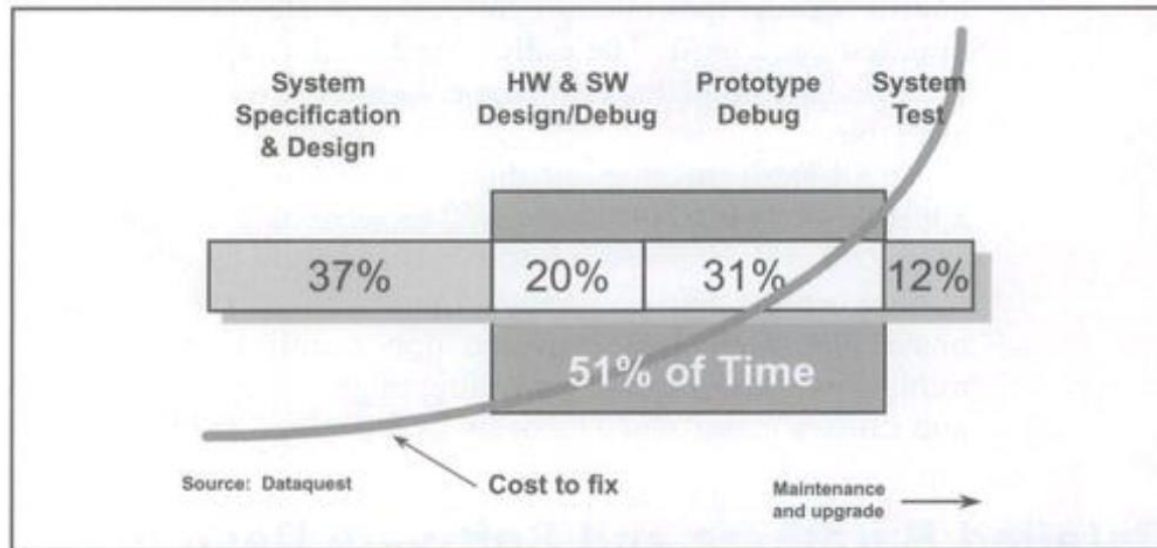 System
Specification
& Design
HW & SW
Design/Debug
Prototype
Debug
System
Test
37%
20%
31%
12%
51% of Time
Source: Dataquest
Cost to fix
Maintenance
and upgrade